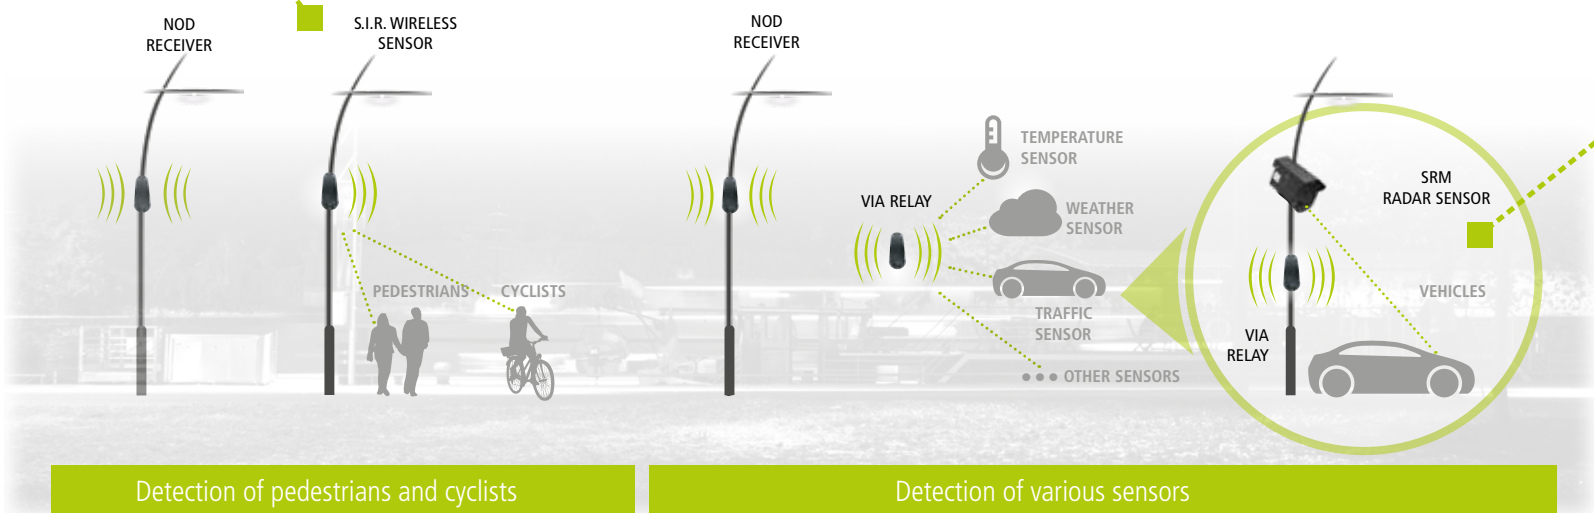 NOD
RECEIVER
S.I.R. WIRELESS
SENSOR
PEDESTRIANS
CYCLISTS
Detection of pedestrians and cyclists
NOD
RECEIVER
VIA RELAY
TEMPERATURE
SENSOR
WEATHER
SENSOR
TRAFFIC
SENSOR
OTHER SENSORS
SRM
RADAR SENSOR
VEHICLES
VIA
RELAY
Detection of various sensors